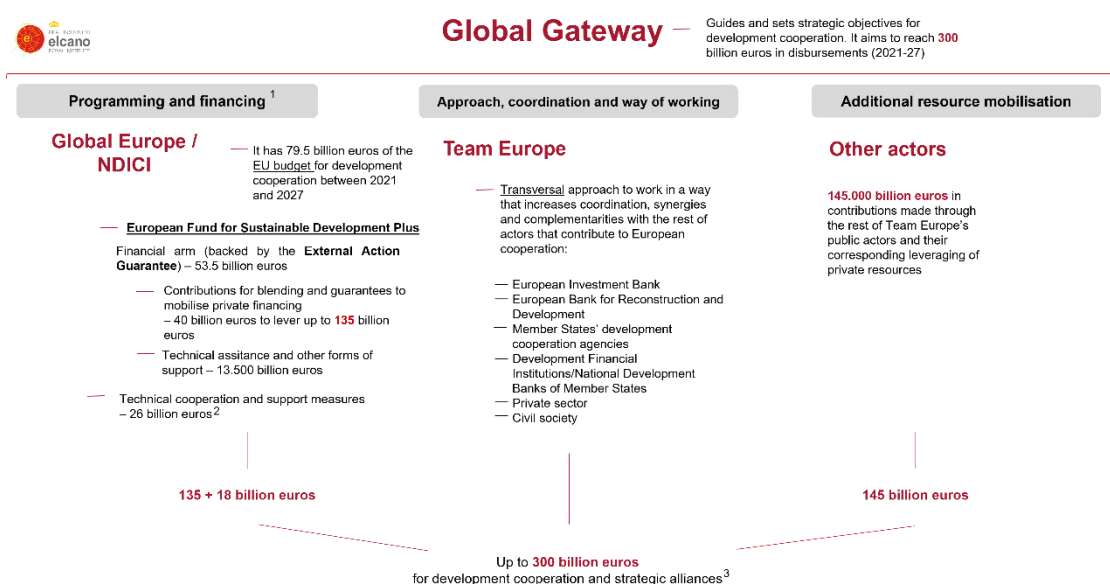 REAL INSTITUTO
elcano
ROYAL INSTITUTE
Global Gateway
Guides and sets strategic objectives for
development cooperation. It aims to reach 300
billion euros in disbursements (2021-27)
Programming and financing 1
Approach, coordination and way of working
Additional resource mobilisation
Global Europe /
NDICI
It has 79.5 billion euros of the
EU budget for development
cooperation between 2021
and 2027
European Fund for Sustainable Development Plus
Financial arm (backed by the External Action
Guarantee) – 53.5 billion euros
Contributions for blending and guarantees to
mobilise private financing
– 40 billion euros to lever up to 135 billion
euros
Technical assitance and other forms of
support – 13.500 billion euros
Technical cooperation and support measures
– 26 billion euros2
135 + 18 billion euros
Team Europe
Transversal approach to work in a way
that increases coordination, synergies
and complementarities with the rest of
actors that contribute to European
cooperation:
— European Investment Bank
— European Bank for Reconstruction and
Development
— Member States’ development
cooperation agencies
— Development Financial
Institutions/National Development
Banks of Member States
— Private sector
— Civil society
Other actors
145.000 billion euros in
contributions made through
the rest of Team Europe’s
public actors and their
corresponding leveraging of
private resources
145 billion euros
Up to 300 billion euros
for development cooperation and strategic alliances3